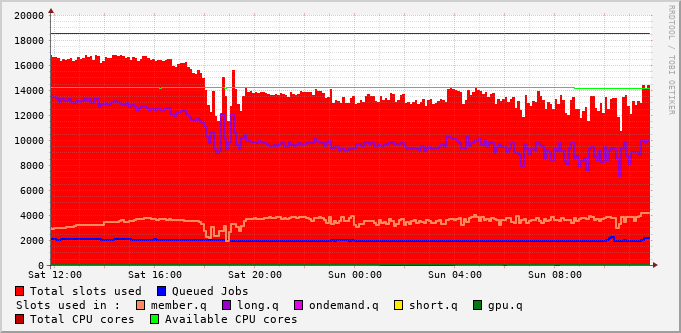 20000
18000
16000
14000
12000
10000
8000
6000
4000
2000
0
Sat 12:00 Sat 16:00 Sat 20:00 Sun 00:00 Sun 04:00 Sun 08:00
RRDTOOL / TOBI OETIKER
Total slots used Queued Jobs
Slots used in : member.q long.q ondemand.q short.q gpu.q
Total CPU cores Available CPU cores